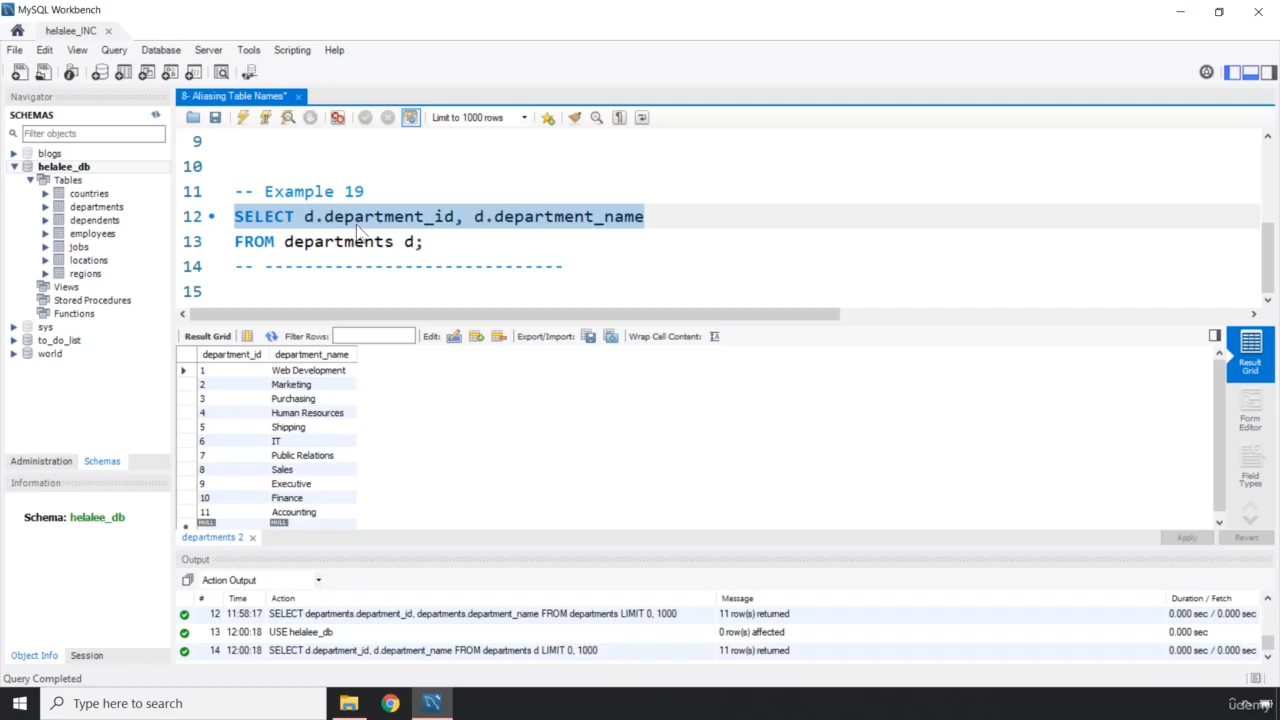 MySQL Workbench
helalee_INC
File Edit View Query Database Server Tools Scripting Help
Navigator
SCHEMAS
Filter objects
blogs
helalee_db
Tables
countries
departments
dependents
employees
jobs
locations
regions
Views
Stored Procedures
Functions
sys
to_do_list
world
Administration Schemas
Information
Schema: helalee_db
Object Info Session
8- Aliasing Table Names*
Limit to 1000 rows
9
10
11 -- Example 19
12 SELECT d.department_id, d.department_name
13 FROM departments d;
14 -- ------------------------------
15
Result Grid Filter Rows: Edit: Export/Import: Wrap Cell Content:
department_id department_name
1 Web Development
2 Marketing
3 Purchasing
4 Human Resources
5 Shipping
6 IT
7 Public Relations
8 Sales
9 Executive
10 Finance
11 Accounting
NULL NULL
Result Grid
Form Editor
Field Types
departments 2
Apply Revert
Output
Action Output
# Time Action Message Duration / Fetch
12 11:58:17 SELECT departments.department_id, departments.department_name FROM departments LIMIT 0, 1000 11 row(s) returned 0.000 sec / 0.000 sec
13 12:00:18 USE helalee_db 0 row(s) affected 0.000 sec
14 12:00:18 SELECT d.department_id, d.department_name FROM departments d LIMIT 0, 1000 11 row(s) returned 0.000 sec / 0.000 sec
Query Completed
Type here to search
udemy